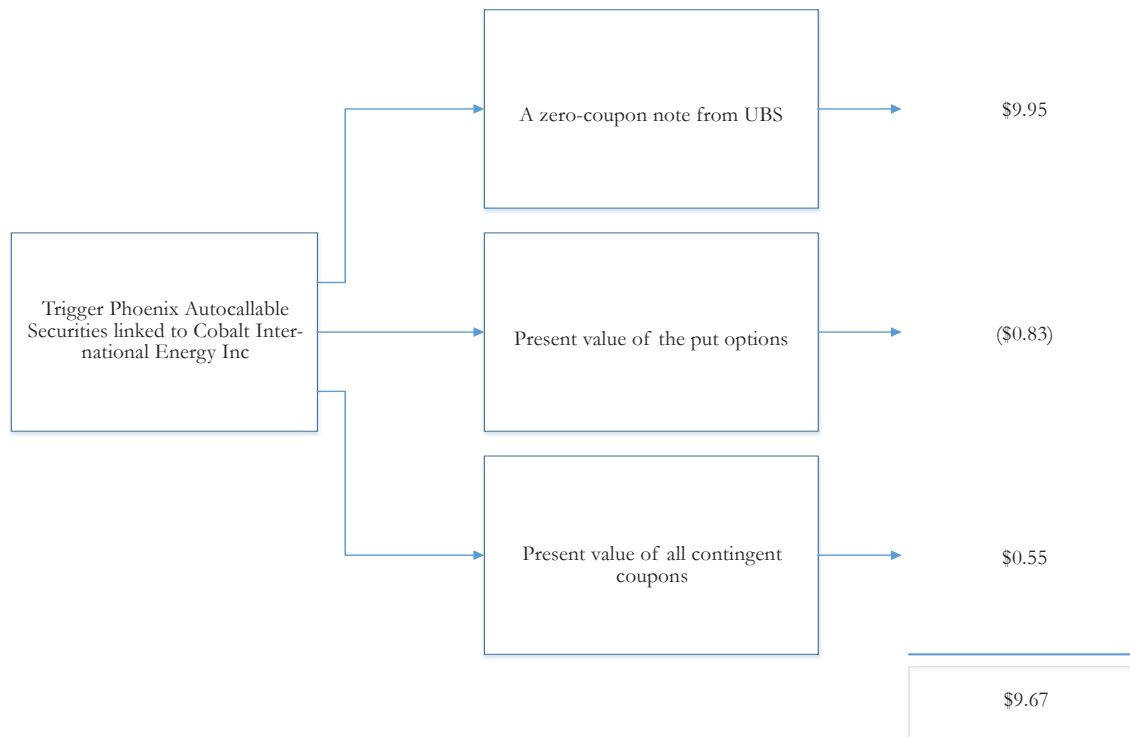 A zero-coupon note from UBS
$9.95
Trigger Phoenix Autocallable
Securities linked to Cobalt Inter-
national Energy Inc
Present value of the put options
($0.83)
Present value of all contingent
coupons
$0.55
$9.67